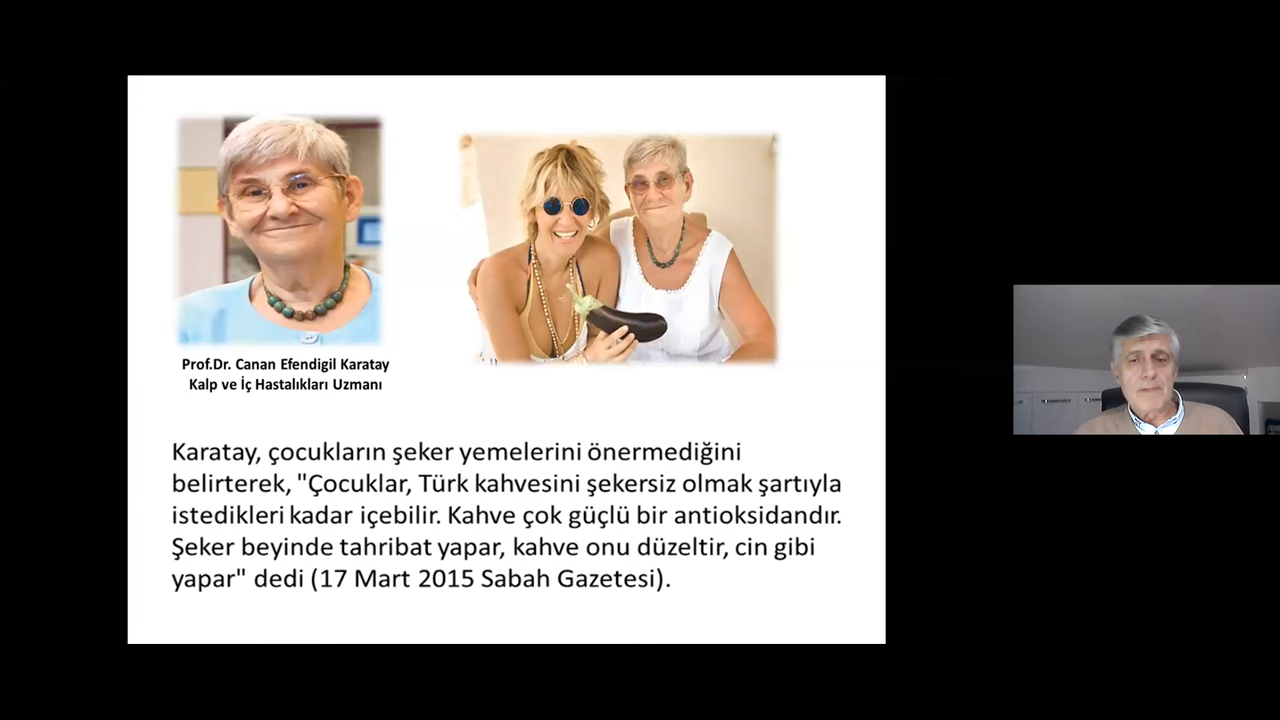 Prof.Dr. Canan Efendigil Karatay
Kalp ve İç Hastalıkları Uzmanı
Karatay, çocukların şeker yemelerini önermediğini
belirterek, "Çocuklar, Türk kahvesini şekersiz olmak şartıyla
istedikleri kadar içebilir. Kahve çok güçlü bir antioksidandır.
Şeker beyinde tahribat yapar, kahve onu düzeltir, cin gibi
yapar" dedi (17 Mart 2015 Sabah Gazetesi).